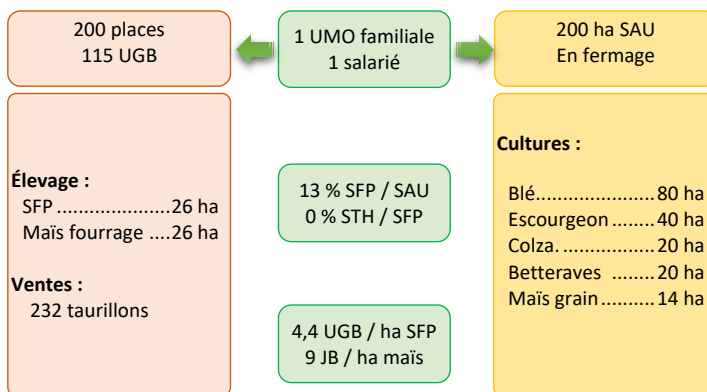 200 places
115 UGB
1 UMO familiale
1 salarié
200 ha SAU
En fermage
Élevage :
SFP ......................26 ha
Maïs fourrage ....26 ha
Ventes :
232 taurillons
13 % SFP / SAU
0 % STH / SFP
4,4 UGB / ha SFP
9 JB / ha maïs
Cultures :
Blé.......................80 ha
Escourgeon ........40 ha
Colza. ..................20 ha
Betteraves ........20 ha
Maïs grain ..........14 ha